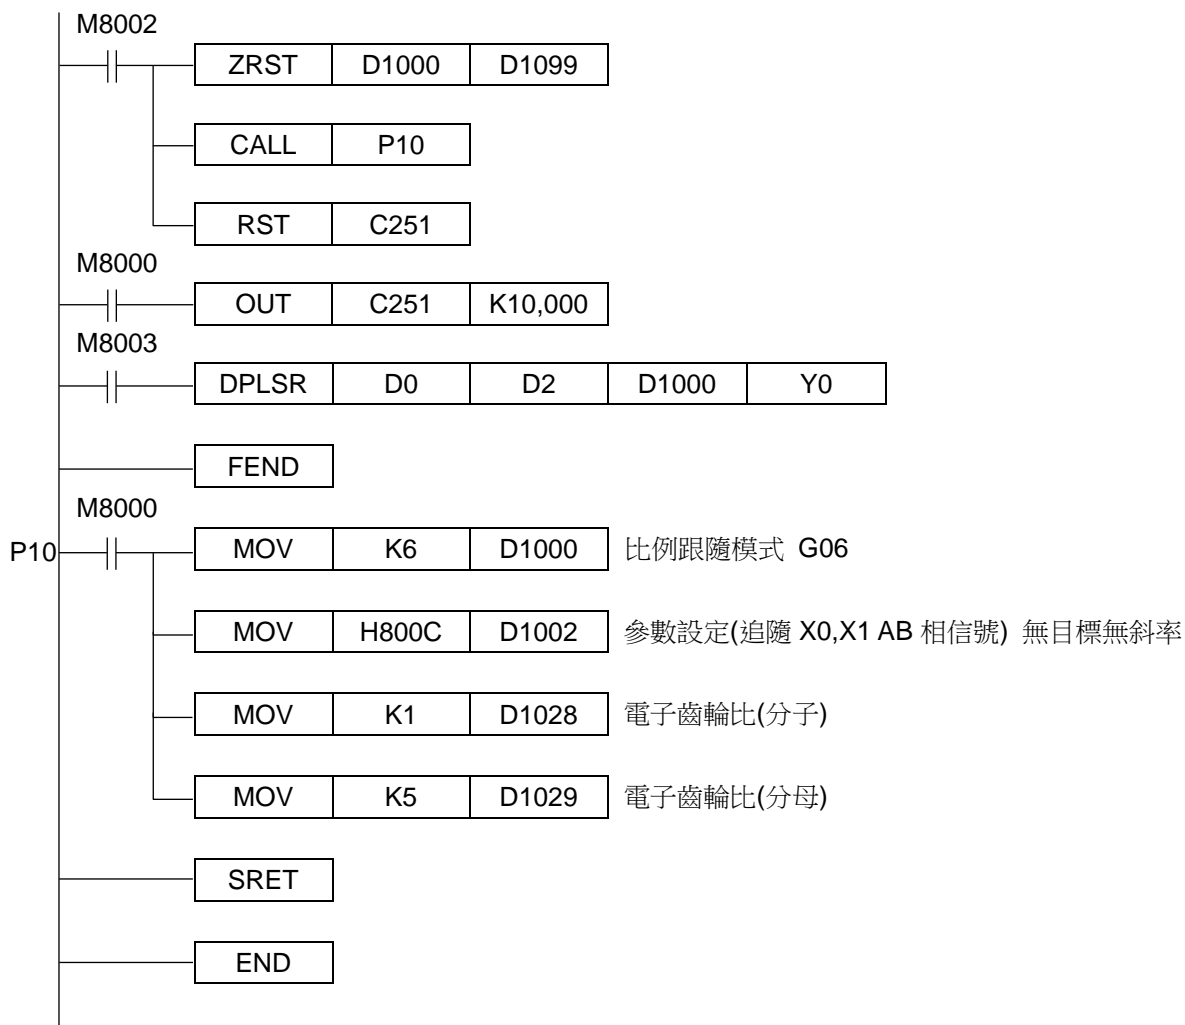 M8002
ZRST D1000 D1099
CALL P10
RST C251
M8000
OUT C251 K10,000
M8003
DPLSR D0 D2 D1000 Y0
FEND
M8000
P10 MOV K6 D1000 比例跟隨模式 G06
MOV H800C D1002 參數設定(追隨 X0,X1 AB 相信號) 無目標無斜率
MOV K1 D1028 電子齒輪比(分子)
MOV K5 D1029 電子齒輪比(分母)
SRET
END